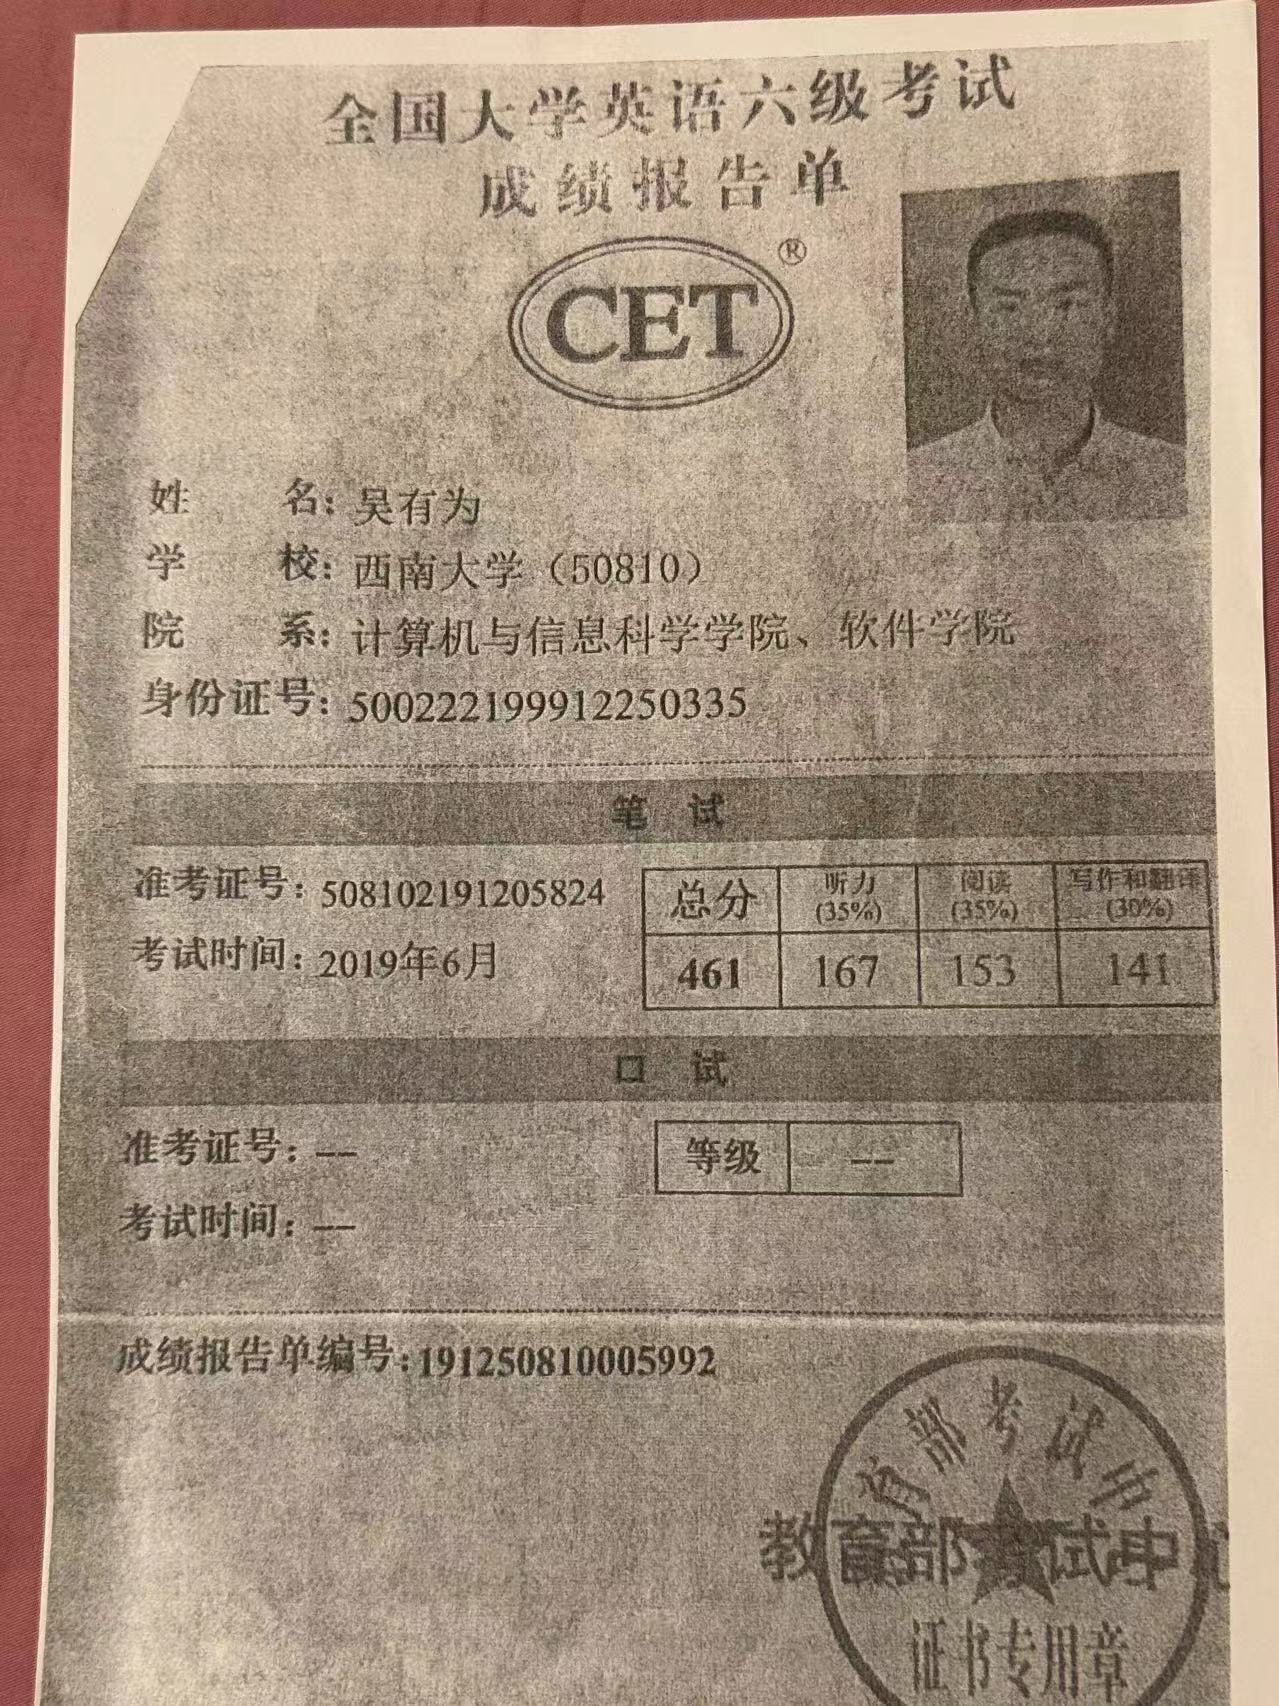 全国大学英语六级考试
成绩报告单
CET®
姓 名：吴有为
学 校：西南大学（50810）
院 系：计算机与信息科学学院、软件学院
身份证号：500222199912250335
笔 试
准考证号：508102191205824
考试时间：2019年6月
总分 听力(35%) 阅读(35%) 写作和翻译(30%)
461 167 153 141
口 试
准考证号：--
考试时间：--
等级 --
成绩报告单编号：191250810005992
育部考试中
教育部考试中心
证书专用章